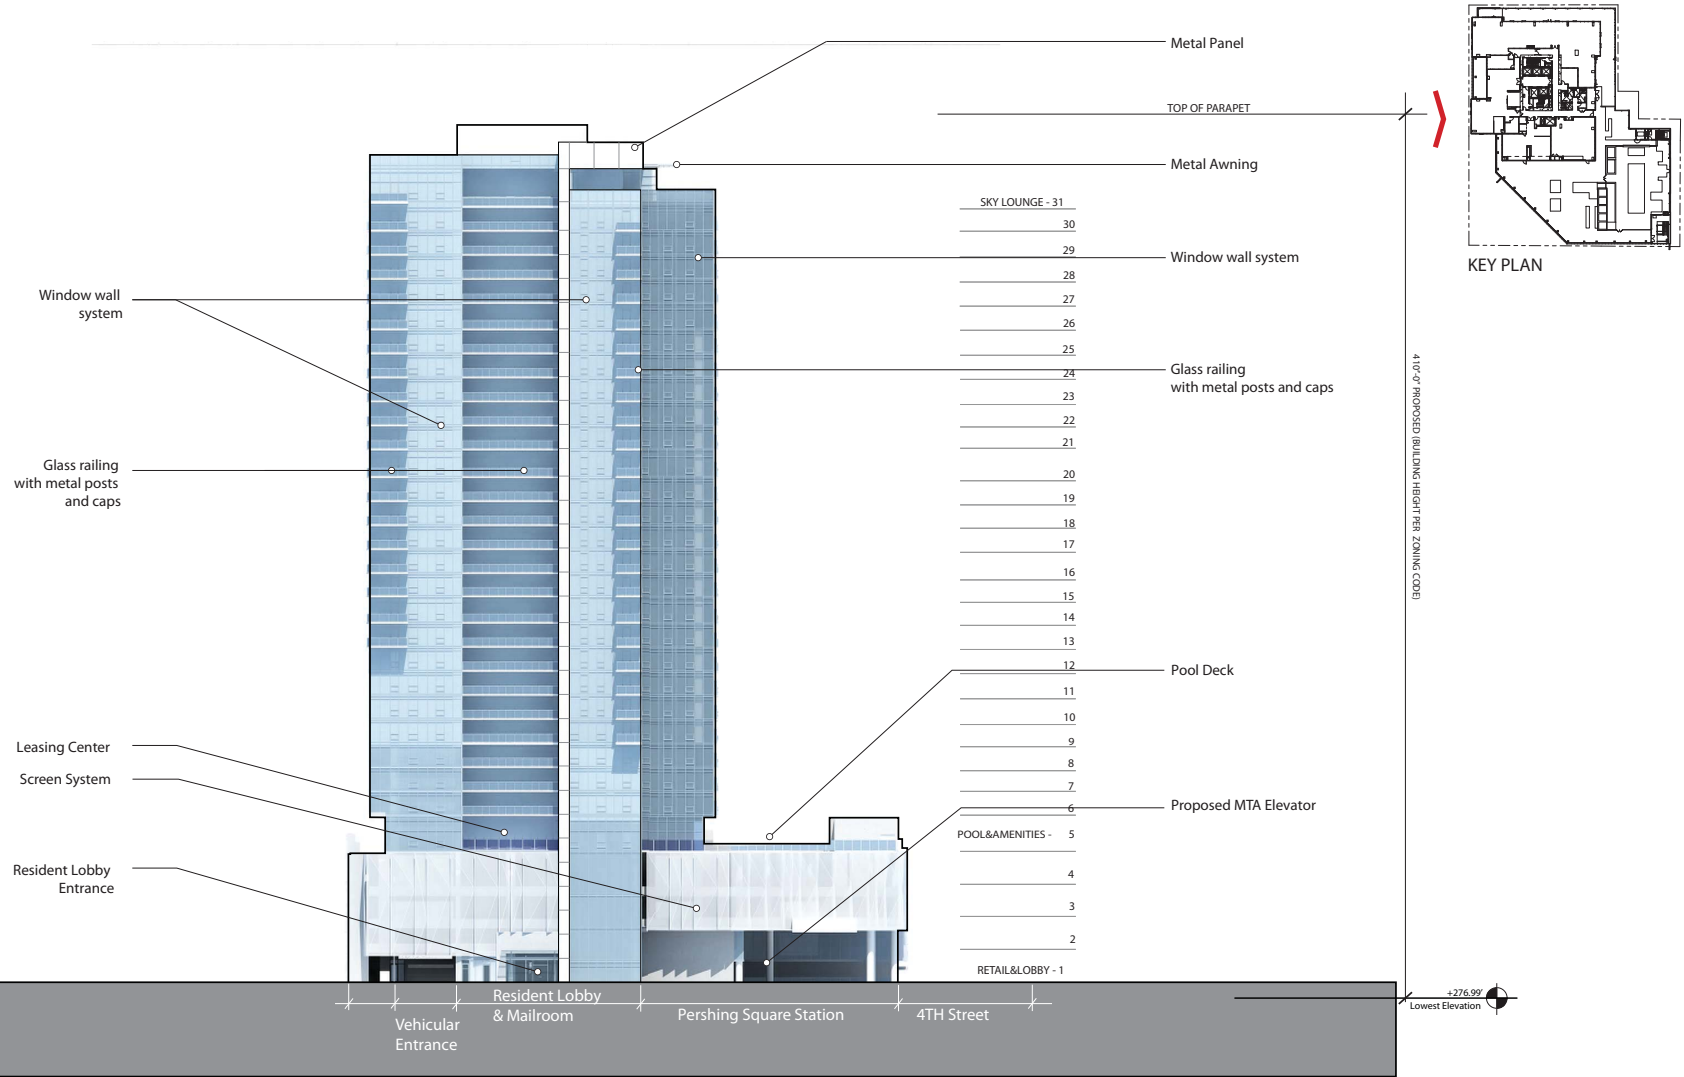 Metal Panel
TOP OF PARAPET
Metal Awning
SKY LOUNGE - 31
30
29
Window wall system
KEY PLAN
28
27
Window wall
system
26
25
Glass railing
24
with metal posts and caps
23
22
21
410'-0" PROPOSED (BUILDING HEIGHT PER ZONING CODE)
Glass railing
with metal posts
and caps
20
19
18
17
16
15
14
13
12
Pool Deck
11
10
9
Leasing Center
8
Screen System
7
6
Proposed MTA Elevator
POOL&AMENITIES - 5
Resident Lobby
Entrance
4
3
2
RETAIL&LOBBY - 1
+276.99'
Lowest Elevation
Resident Lobby
& Mailroom
Pershing Square Station
4TH Street
Vehicular
Entrance